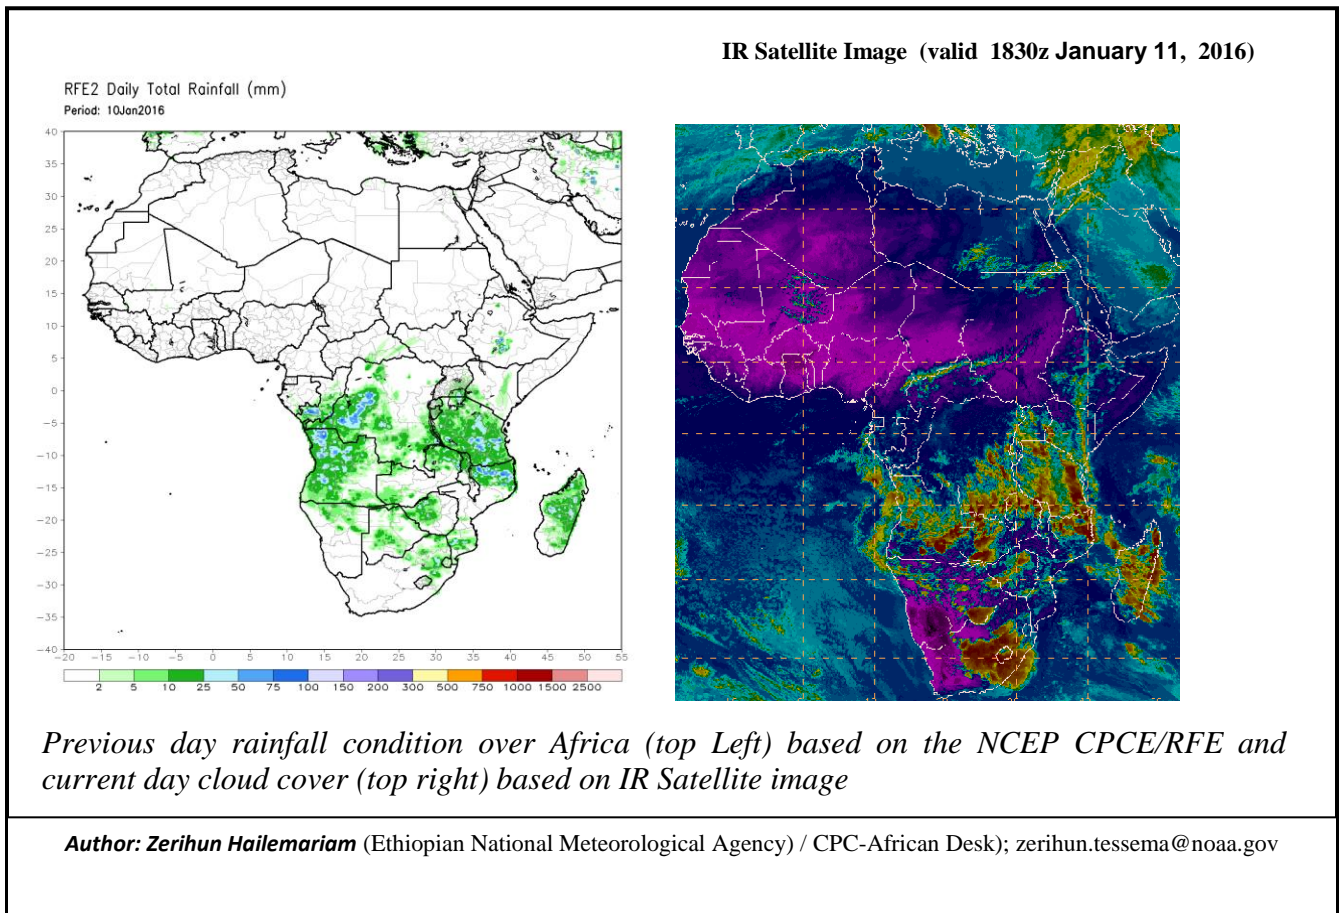 IR Satellite Image (valid 1830z January 11, 2016)
RFE2 Daily Total Rainfall (mm)
Period: 10Jan2016
40
35
30
25
20
15
10
5
0
-5
-10
-15
-20
-25
-30
-35
-40
-20 -15 -10 -5 0 5 10 15 20 25 30 35 40 45 50 55
2 5 10 25 50 75 100 150 200 300 500 750 1000 1500 2500
Previous day rainfall condition over Africa (top Left) based on the NCEP CPCE/RFE and
current day cloud cover (top right) based on IR Satellite image
Author: Zerihun Hailemariam (Ethiopian National Meteorological Agency) / CPC-African Desk); zerihun.tessema@noaa.gov